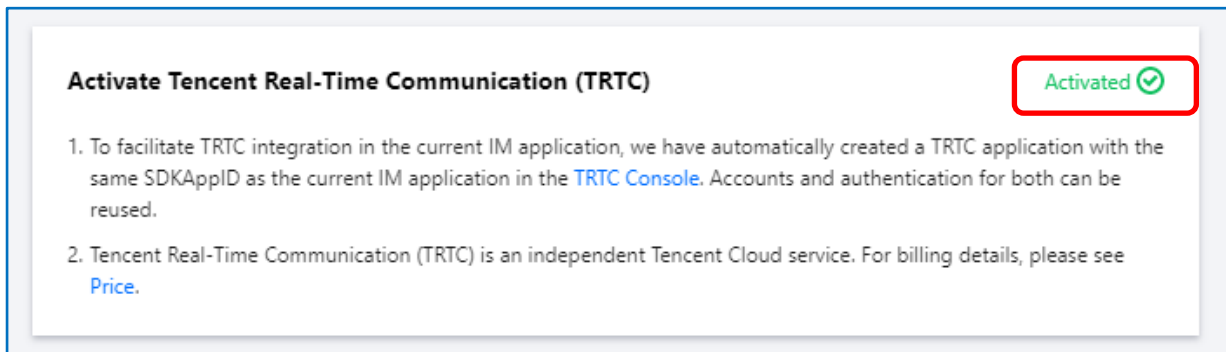 Activate Tencent Real-Time Communication (TRTC)
Activated
1. To facilitate TRTC integration in the current IM application, we have automatically created a TRTC application with the
same SDKAppID as the current IM application in the TRTC Console. Accounts and authentication for both can be
reused.
2. Tencent Real-Time Communication (TRTC) is an independent Tencent Cloud service. For billing details, please see
Price.